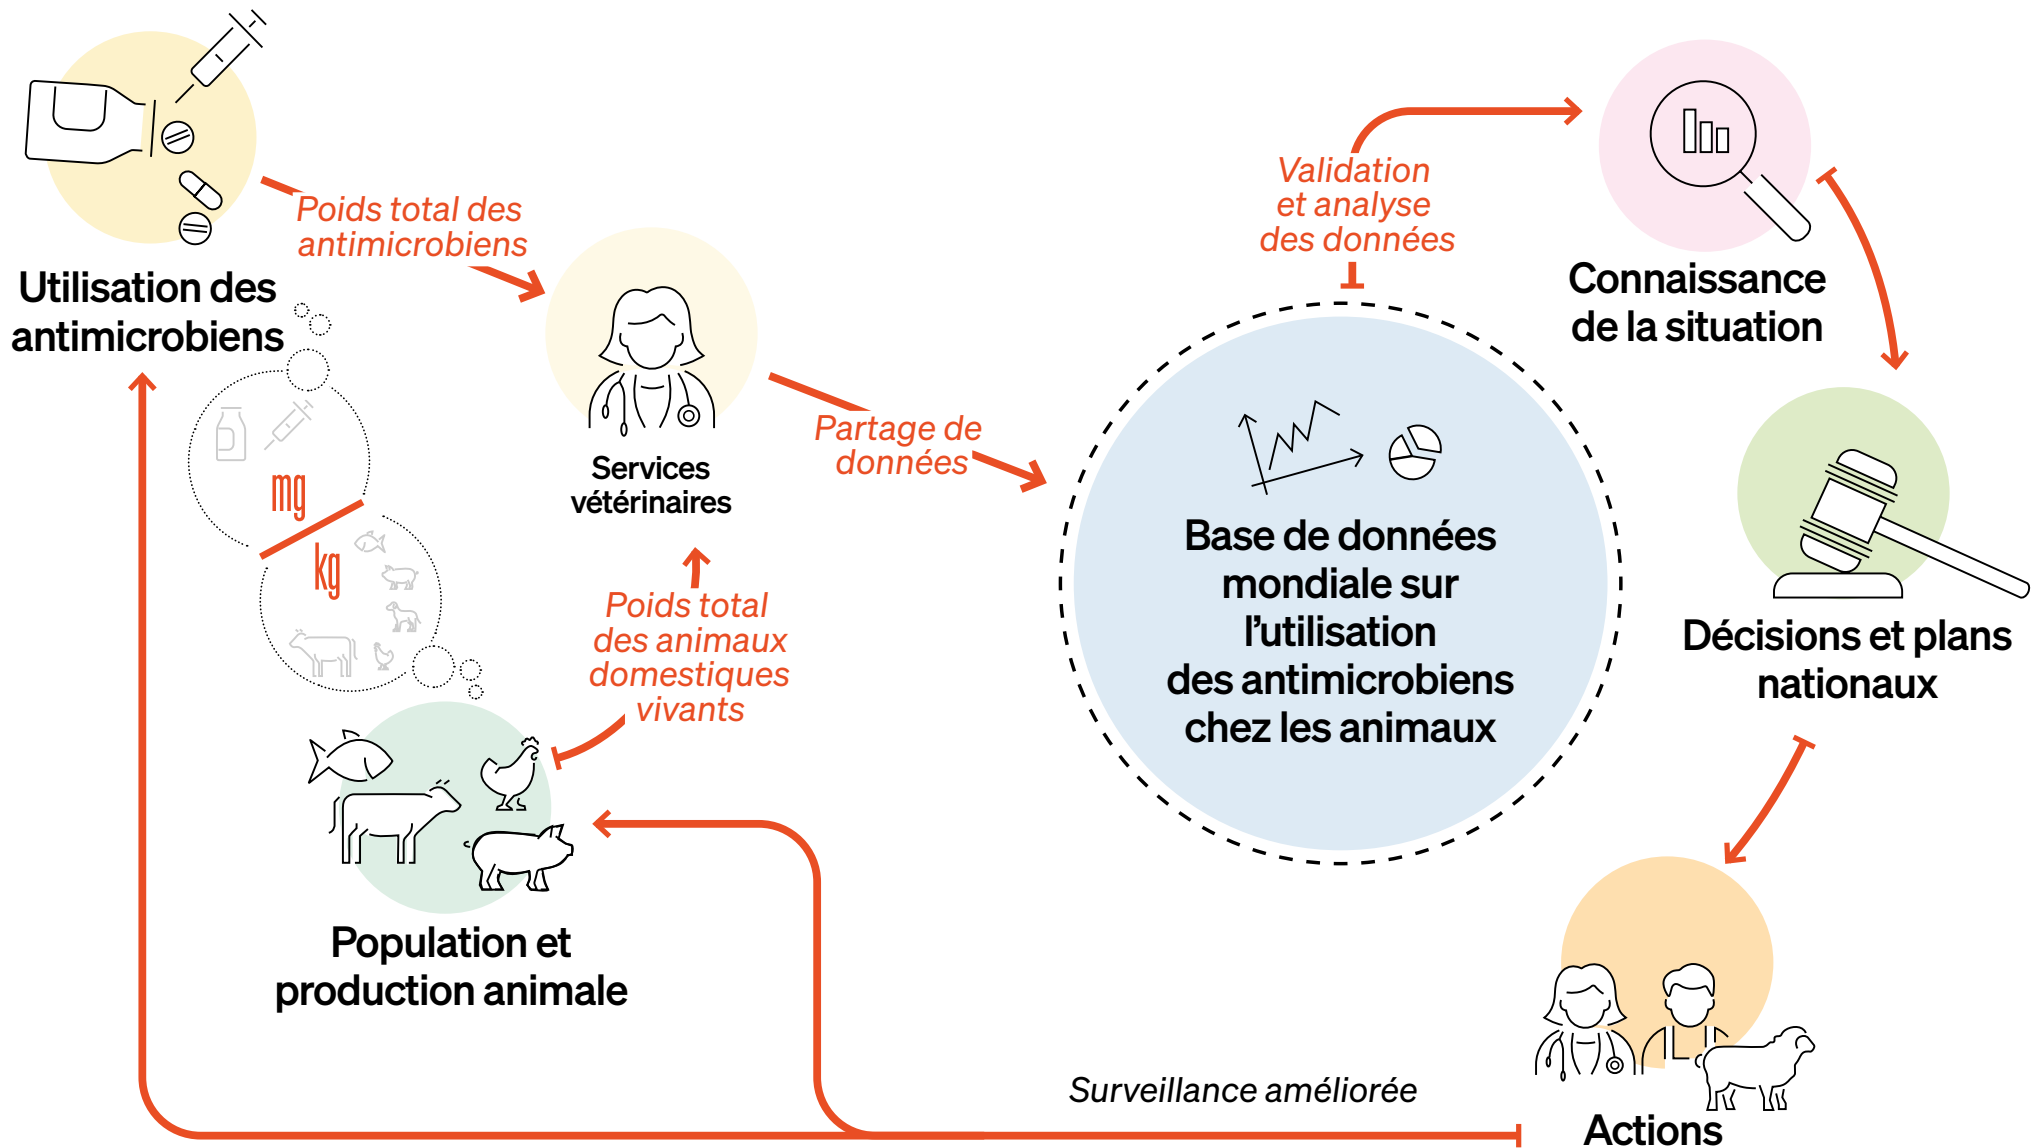 Utilisation des
antimicrobiens
Poids total des
antimicrobiens
mg
kg
Services
vétérinaires
Poids total
des animaux
domestiques
vivants
Population et
production animale
Partage de
données
Base de données
mondiale sur
l’utilisation
des antimicrobiens
chez les animaux
Validation
et analyse
des données
Connaissance
de la situation
Décisions et plans
nationaux
Actions
Surveillance améliorée